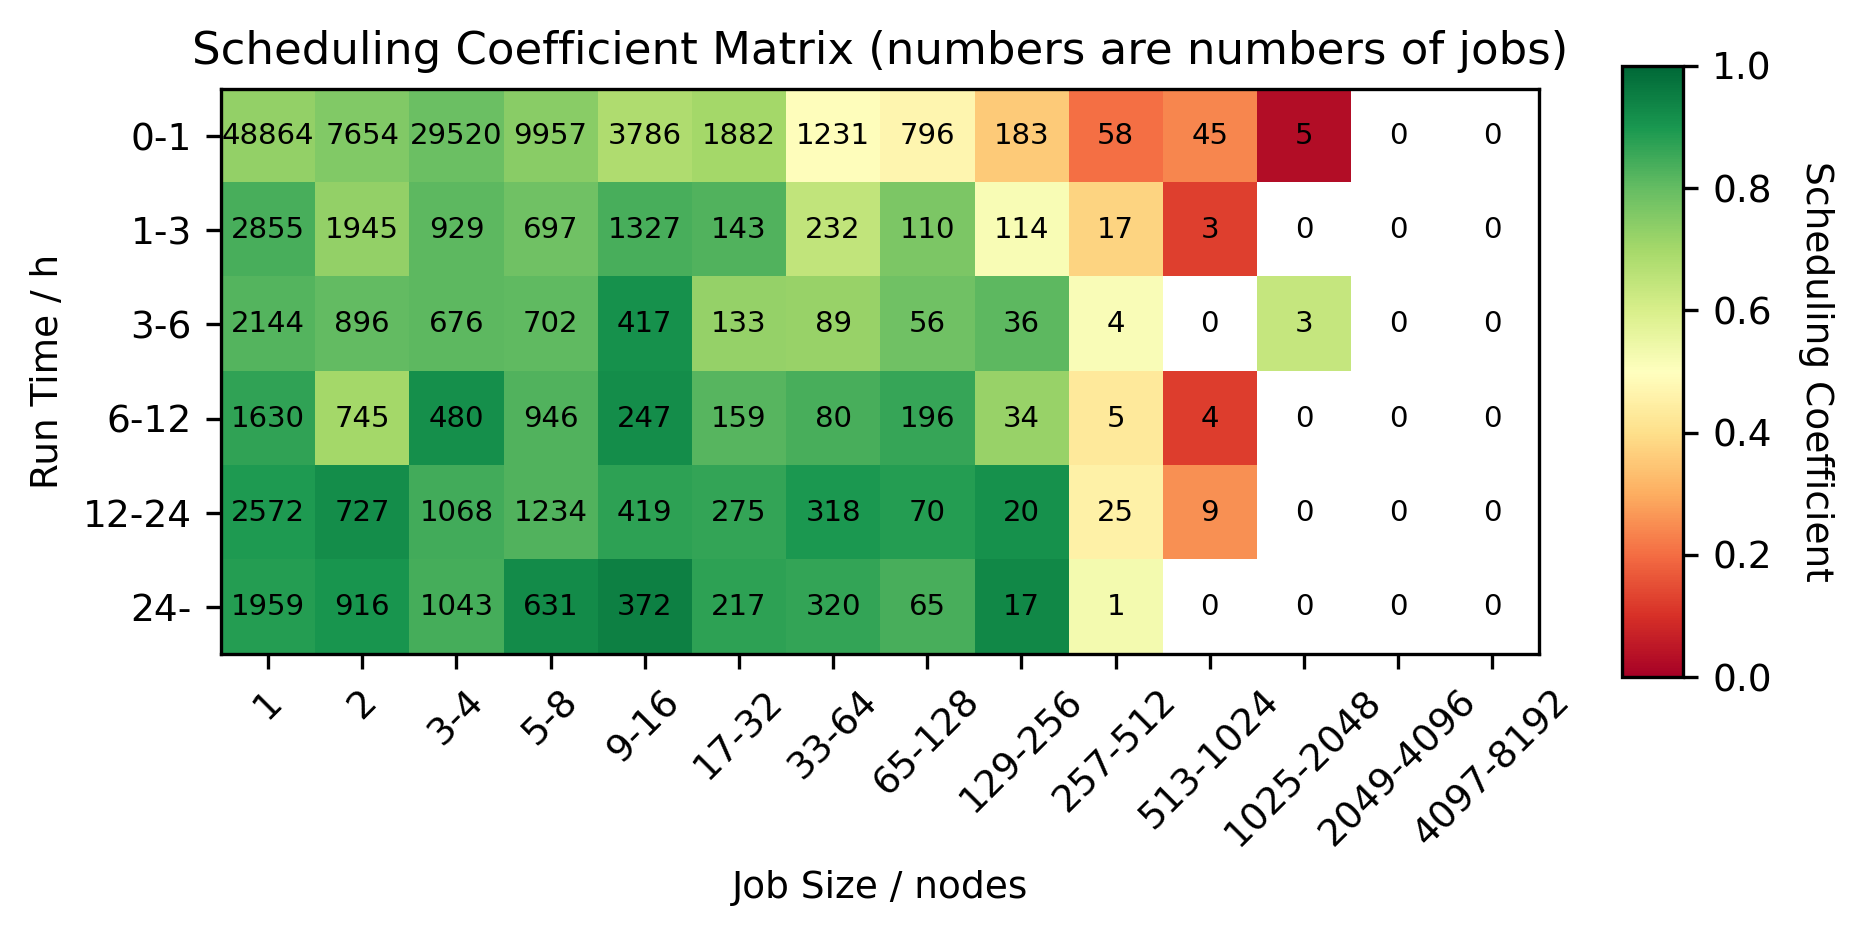 Scheduling Coefficient Matrix (numbers are numbers of jobs)
0-1 48864 7654 29520 9957 3786 1882 1231 796 183 58 45 5 0 0
1-3 2855 1945 929 697 1327 143 232 110 114 17 3 0 0 0
3-6 2144 896 676 702 417 133 89 56 36 4 0 3 0 0
6-12 1630 745 480 946 247 159 80 196 34 5 4 0 0 0
12-24 2572 727 1068 1234 419 275 318 70 20 25 9 0 0 0
24- 1959 916 1043 631 372 217 320 65 17 1 0 0 0 0
Run Time / h
1 2 3-4 5-8 9-16 17-32 33-64 65-128 129-256 257-512 513-1024 1025-2048 2049-4096 4097-8192
Job Size / nodes
1.0
0.8
0.6
0.4
0.2
0.0
Scheduling Coefficient